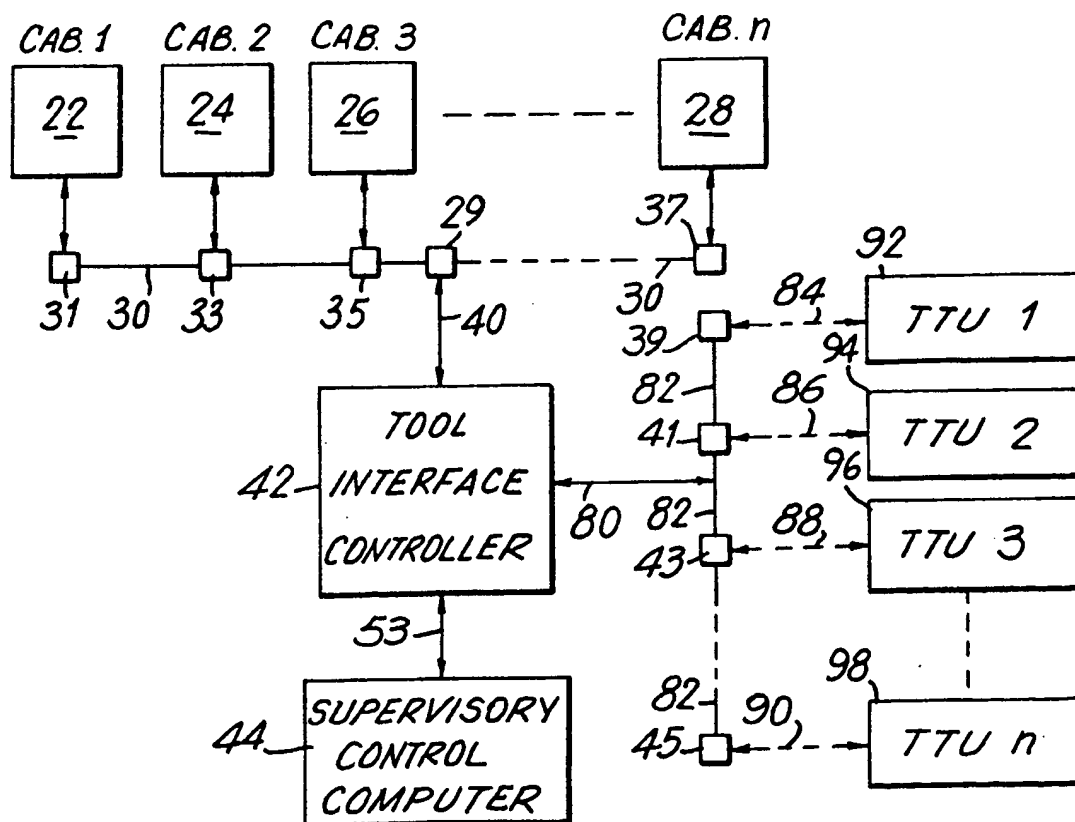 CAB. 1 CAB. 2 CAB. 3 CAB. n
22 24 26 28
29 37
31 30 33 35 30
40
92
84
39 TTU 1
94
82 86
41 TTU 2
96
TOOL
42 INTERFACE
CONTROLLER
80 82 88
43 TTU 3
53
98
82 90
45 TTU n
44 SUPERVISORY
CONTROL
COMPUTER